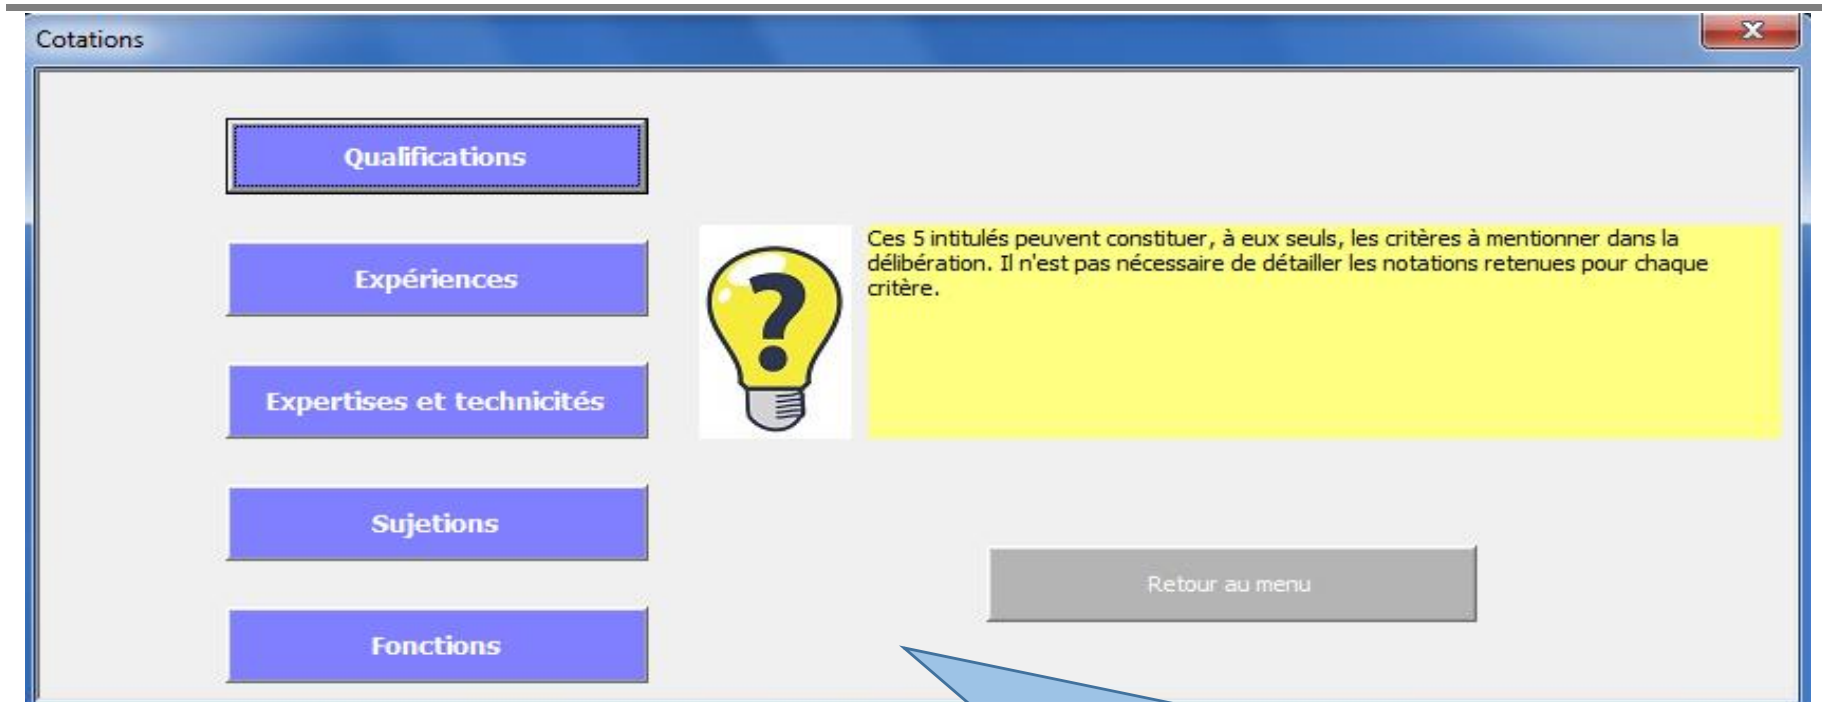 Cotations
Qualifications
Expériences
Expertises et technicités
Sujetions
Fonctions
Ces 5 intitulés peuvent constituer, à eux seuls, les critères à mentionner dans la
délibération. Il n'est pas nécessaire de détailler les notations retenues pour chaque
critère.
Retour au menu